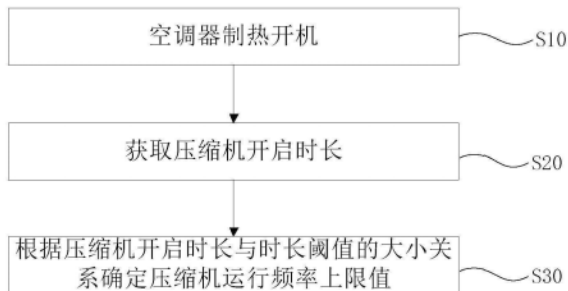 空调器制热开机
S10
获取压缩机开启时长
S20
根据压缩机开启时长与时长阈值的大小关
系确定压缩机运行频率上限值
S30